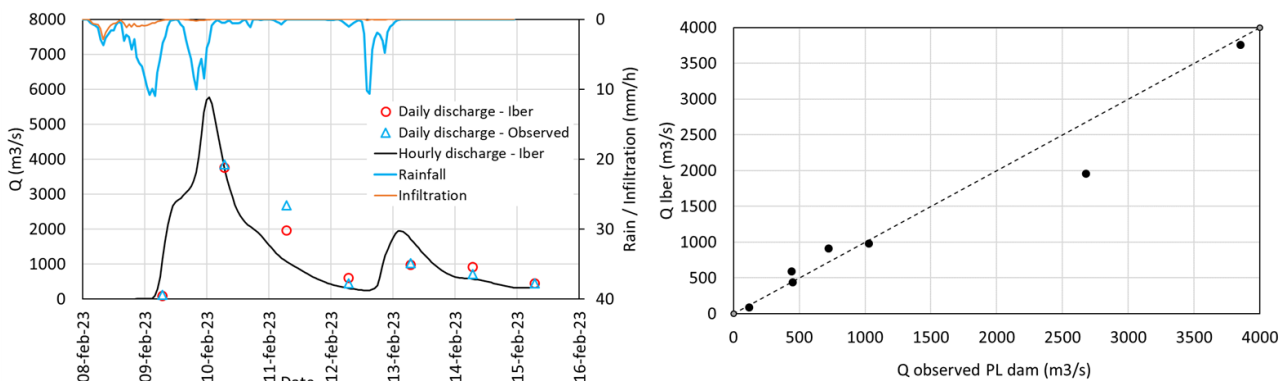 8000
7000
6000
5000
4000
3000
2000
1000
0
Q (m3/s)
0
10
20
30
40
Rain / Infiltration (mm/h)
Daily discharge - Iber
Daily discharge - Observed
Hourly discharge - Iber
Rainfall
Infiltration
08-feb-23
09-feb-23
10-feb-23
11-feb-23
12-feb-23
13-feb-23
14-feb-23
15-feb-23
16-feb-23
Date
4000
3500
3000
2500
2000
1500
1000
500
0
Q Iber (m3/s)
0
500
1000
1500
2000
2500
3000
3500
4000
Q observed PL dam (m3/s)